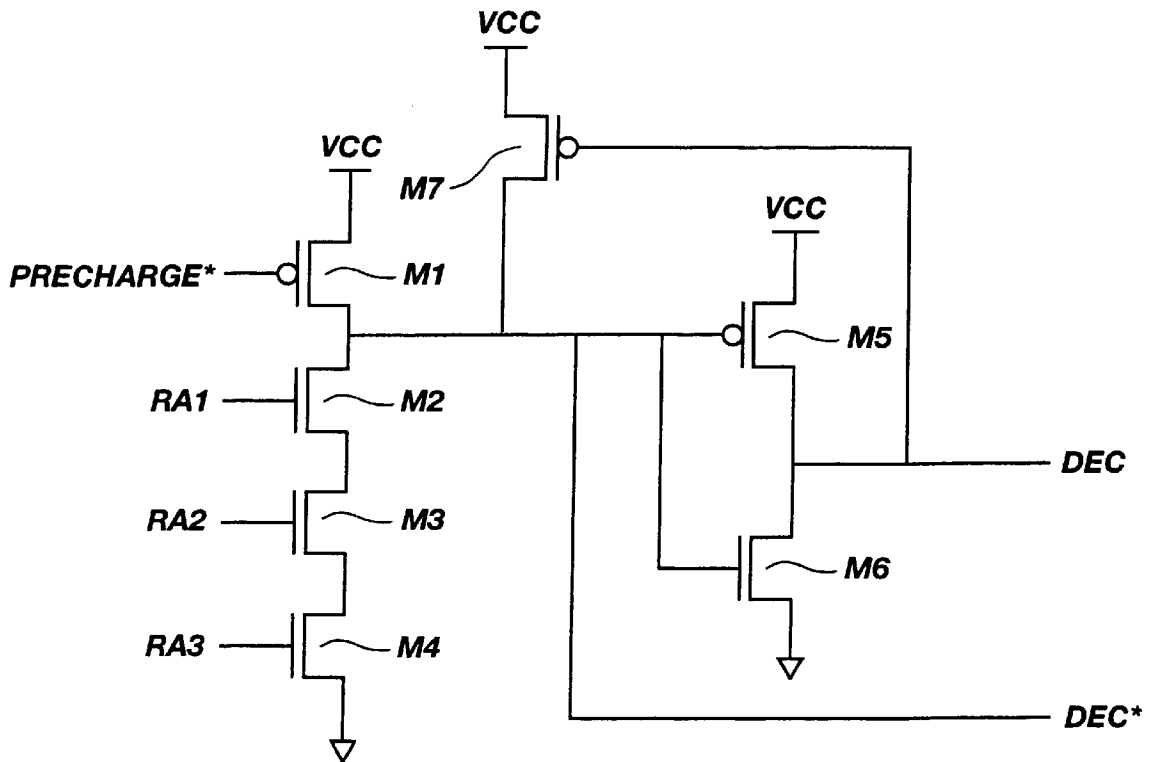 VCC
VCC
M7
VCC
PRECHARGE*
M1
M5
RA1
M2
DEC
RA2
M3
M6
RA3
M4
DEC*